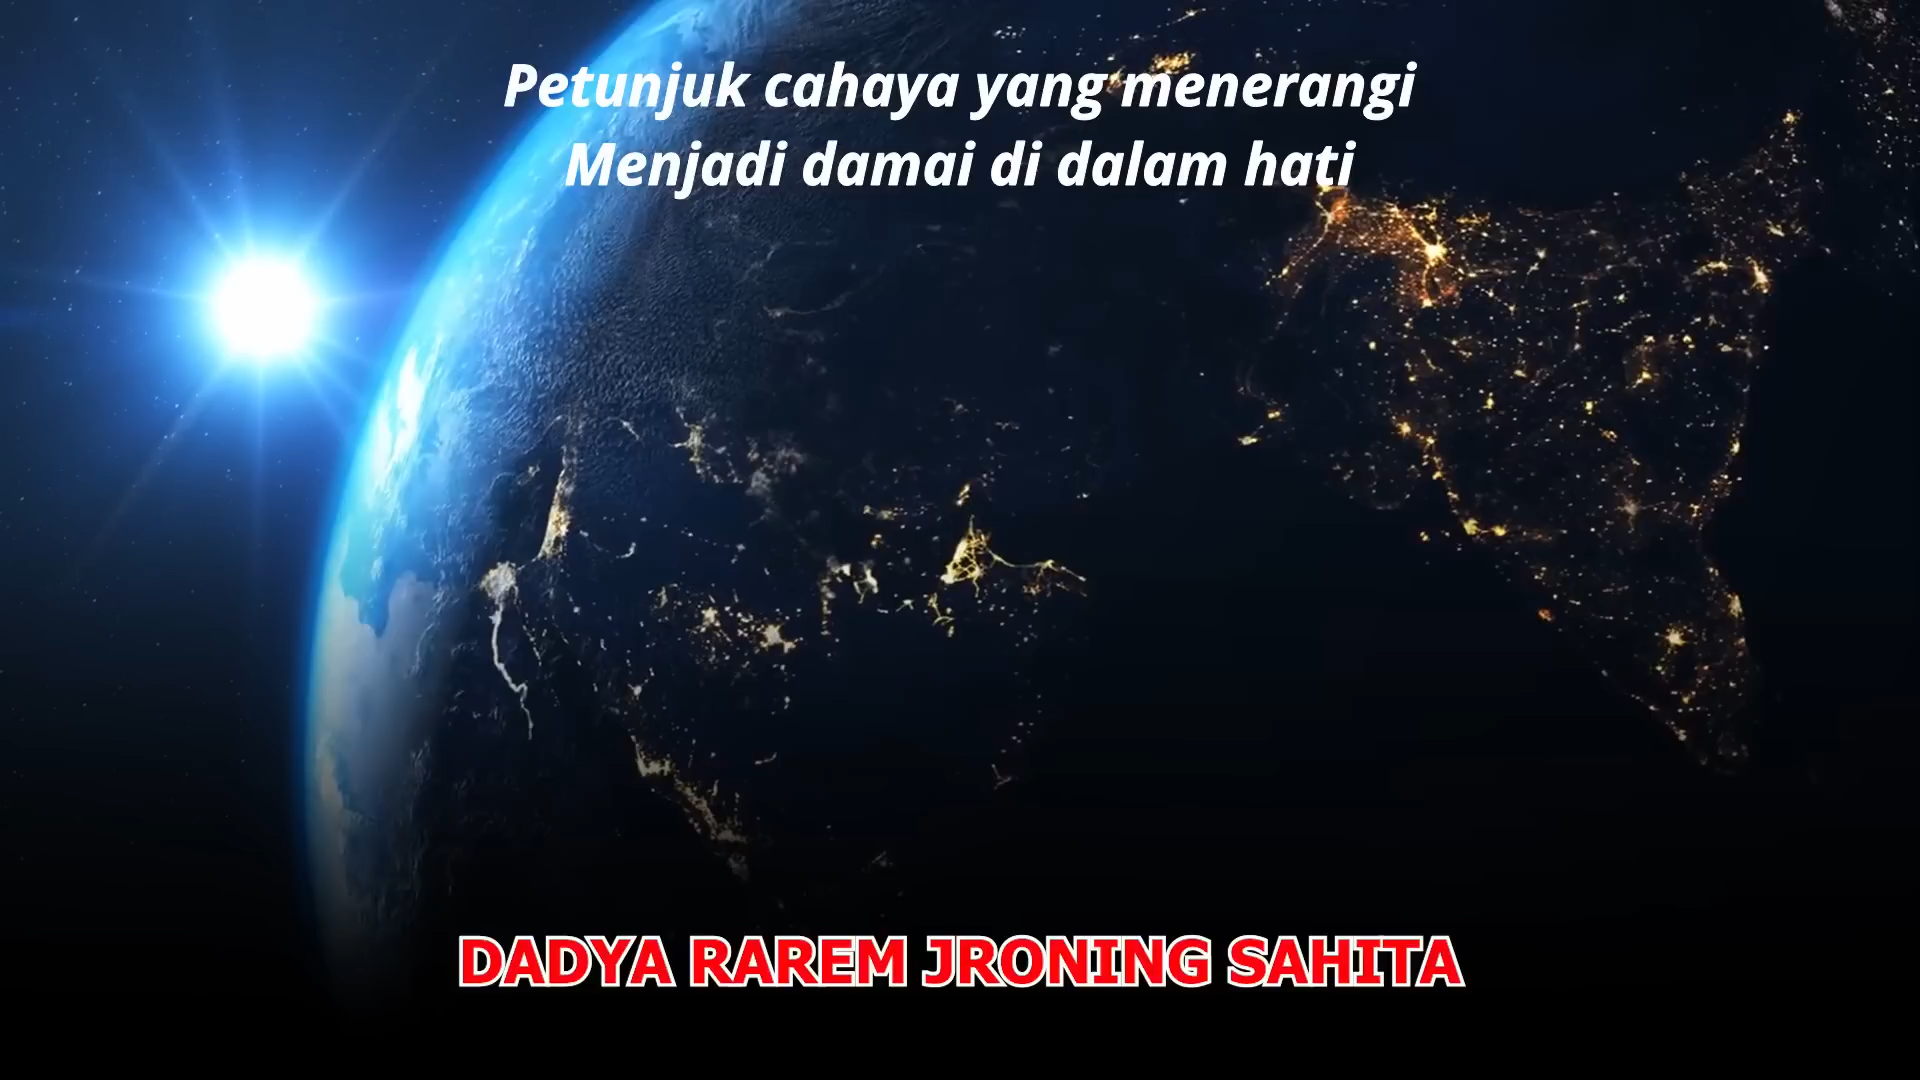 Petunjuk cahaya yang menerangi
Menjadi damai di dalam hati
DADYA RAREM JRONING SAHITA